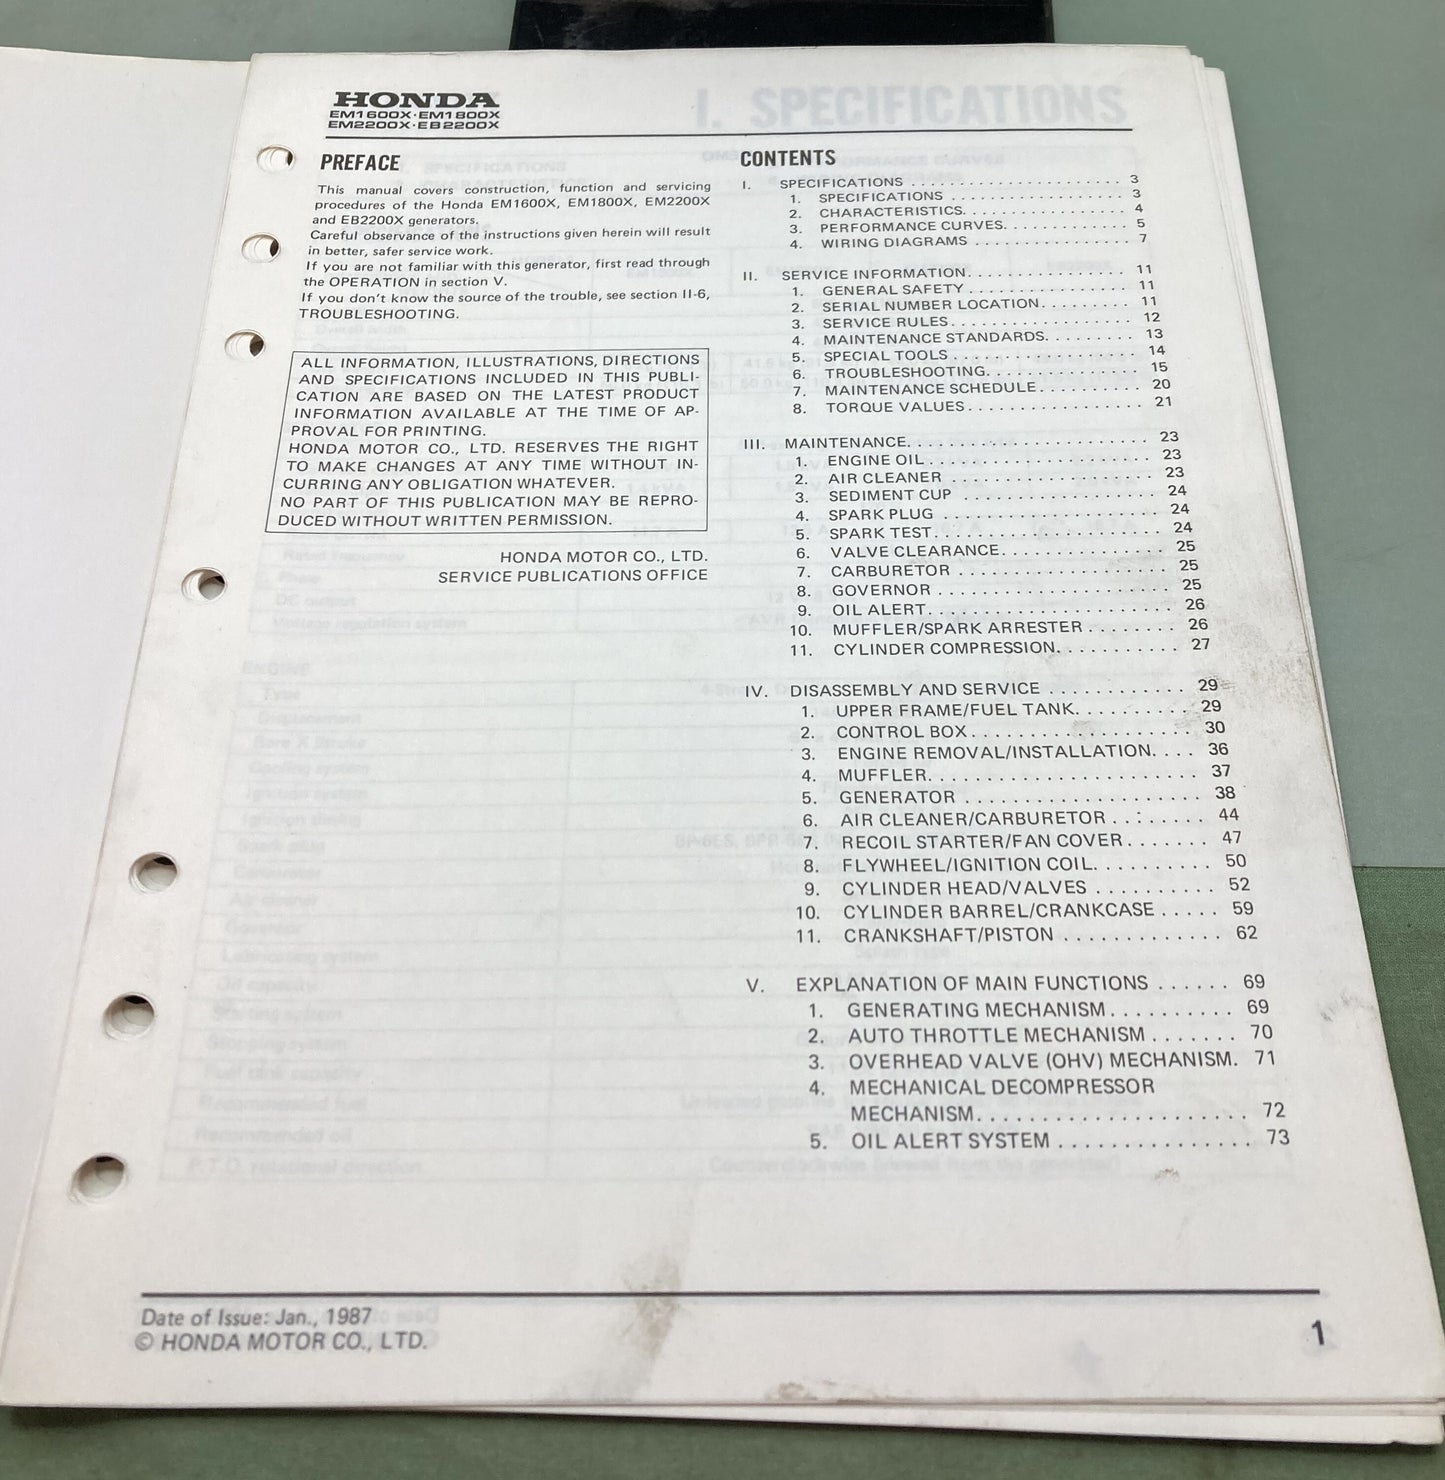 HONDA
EM1600X·EM1800X
EM2200X·EB2200X
PREFACE
This manual covers construction, function and servicing
procedures of the Honda EM1600X, EM1800X, EM2200X
and EB2200X generators.
Careful observance of the instructions given herein will result
in better, safer service work.
If you are not familiar with this generator, first read through
the OPERATION in section V.
If you don't know the source of the trouble, see section II-6,
TROUBLESHOOTING.
ALL INFORMATION, ILLUSTRATIONS, DIRECTIONS
AND SPECIFICATIONS INCLUDED IN THIS PUBLI-
CATION ARE BASED ON THE LATEST PRODUCT
INFORMATION AVAILABLE AT THE TIME OF AP-
PROVAL FOR PRINTING.
HONDA MOTOR CO., LTD. RESERVES THE RIGHT
TO MAKE CHANGES AT ANY TIME WITHOUT IN-
CURRING ANY OBLIGATION WHATEVER.
NO PART OF THIS PUBLICATION MAY BE REPRO-
DUCED WITHOUT WRITTEN PERMISSION.
HONDA MOTOR CO., LTD.
SERVICE PUBLICATIONS OFFICE
CONTENTS
I. SPECIFICATIONS . . . . . . . . . . . . . . . . . . . . . . 3
1. SPECIFICATIONS . . . . . . . . . . . . . . . . . . 3
2. CHARACTERISTICS. . . . . . . . . . . . . . . . . 4
3. PERFORMANCE CURVES. . . . . . . . . . . . . 5
4. WIRING DIAGRAMS . . . . . . . . . . . . . . . . 7
II. SERVICE INFORMATION. . . . . . . . . . . . . . . . 11
1. GENERAL SAFETY . . . . . . . . . . . . . . . . 11
2. SERIAL NUMBER LOCATION. . . . . . . . . 11
3. SERVICE RULES. . . . . . . . . . . . . . . . . . 12
4. MAINTENANCE STANDARDS. . . . . . . . . 13
5. SPECIAL TOOLS . . . . . . . . . . . . . . . . . . 14
6. TROUBLESHOOTING. . . . . . . . . . . . . . . 15
7. MAINTENANCE SCHEDULE . . . . . . . . . . 20
8. TORQUE VALUES. . . . . . . . . . . . . . . . . 21
III. MAINTENANCE. . . . . . . . . . . . . . . . . . . . . . 23
1. ENGINE OIL . . . . . . . . . . . . . . . . . . . . 23
2. AIR CLEANER . . . . . . . . . . . . . . . . . . 23
3. SEDIMENT CUP . . . . . . . . . . . . . . . . . 24
4. SPARK PLUG . . . . . . . . . . . . . . . . . . . 24
5. SPARK TEST. . . . . . . . . . . . . . . . . . . . 24
6. VALVE CLEARANCE. . . . . . . . . . . . . . 25
7. CARBURETOR . . . . . . . . . . . . . . . . . . 25
8. GOVERNOR . . . . . . . . . . . . . . . . . . . . 25
9. OIL ALERT. . . . . . . . . . . . . . . . . . . . . 26
10. MUFFLER/SPARK ARRESTER . . . . . . . . 26
11. CYLINDER COMPRESSION. . . . . . . . . . . 27
IV. DISASSEMBLY AND SERVICE . . . . . . . . . . . . 29
1. UPPER FRAME/FUEL TANK. . . . . . . . . . 29
2. CONTROL BOX. . . . . . . . . . . . . . . . . . . 30
3. ENGINE REMOVAL/INSTALLATION. . . . 36
4. MUFFLER. . . . . . . . . . . . . . . . . . . . . . . 37
5. GENERATOR . . . . . . . . . . . . . . . . . . . . 38
6. AIR CLEANER/CARBURETOR . . . . . . . . 44
7. RECOIL STARTER/FAN COVER. . . . . . . 47
8. FLYWHEEL/IGNITION COIL. . . . . . . . . . 50
9. CYLINDER HEAD/VALVES . . . . . . . . . . 52
10. CYLINDER BARREL/CRANKCASE . . . . . 59
11. CRANKSHAFT/PISTON . . . . . . . . . . . . . 62
V. EXPLANATION OF MAIN FUNCTIONS . . . . . . 69
1. GENERATING MECHANISM. . . . . . . . . . 69
2. AUTO THROTTLE MECHANISM . . . . . . . 70
3. OVERHEAD VALVE (OHV) MECHANISM. 71
4. MECHANICAL DECOMPRESSOR
MECHANISM. . . . . . . . . . . . . . . . . . . . . . 72
5. OIL ALERT SYSTEM . . . . . . . . . . . . . . . 73
Date of Issue: Jan., 1987
© HONDA MOTOR CO., LTD.
1